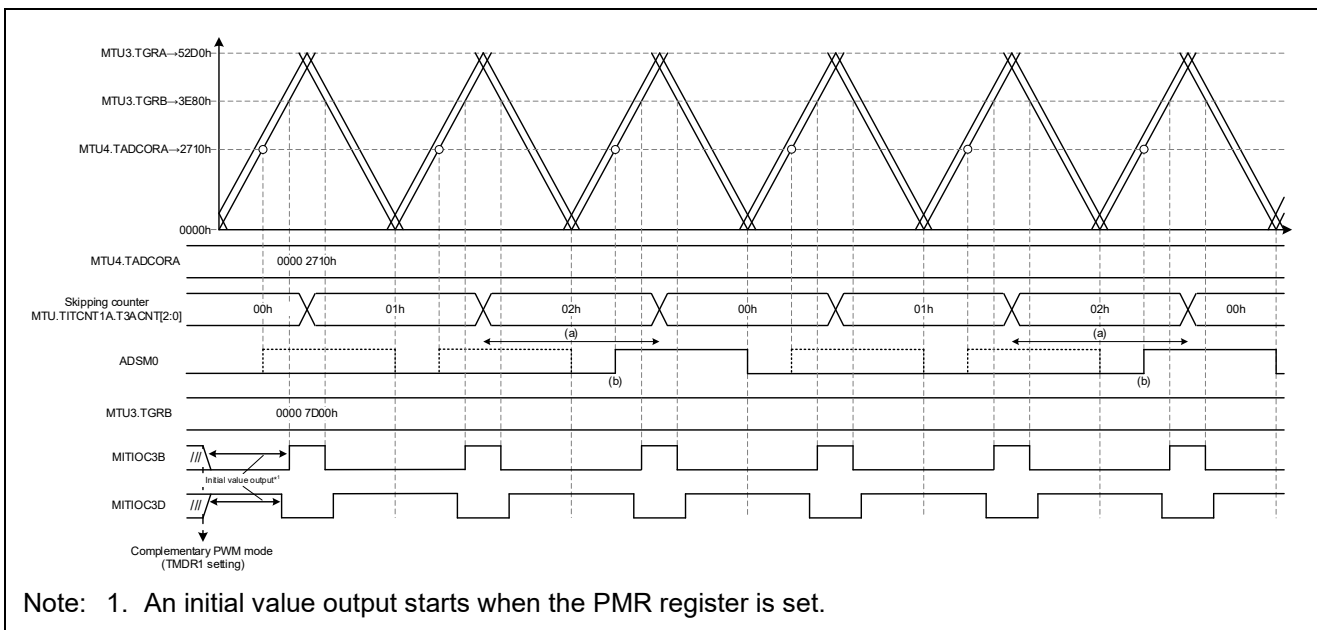 MTU3.TGRA→52D0h
MTU3.TGRB→3E80h
MTU4.TADCORA→2710h
0000h
MTU4.TADCORA 0000 2710h
Skipping counter
MTU.TITCNT1A.T3ACNT[2:0] 00h 01h 02h 00h 01h 02h 00h
(a) (a)
ADSM0
(b) (b)
MTU3.TGRB 0000 7D00h
MITIOC3B ///
Initial value output*1
MITIOC3D ///
Complementary PWM mode
(TMDR1 setting)
Note: 1. An initial value output starts when the PMR register is set.